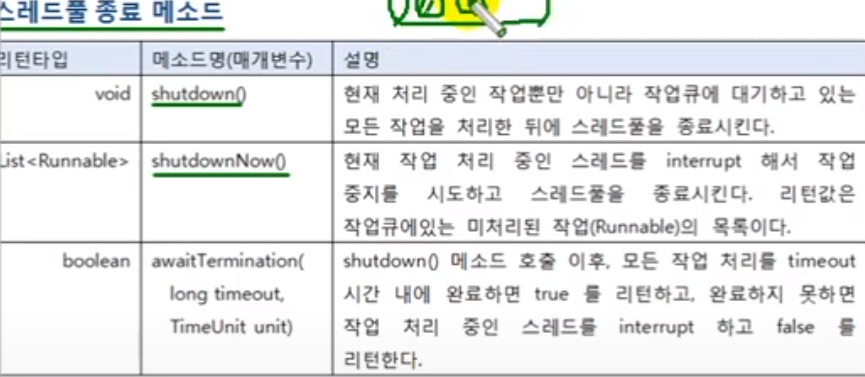 스레드풀 종료 메소드
리턴타입 메소드명(매개변수) 설명
void shutdown() 현재 처리 중인 작업뿐만 아니라 작업큐에 대기하고 있는
모든 작업을 처리한 뒤에 스레드풀을 종료시킨다.
List<Runnable> shutdownNow() 현재 작업 처리 중인 스레드를 interrupt 해서 작업
중지를 시도하고 스레드풀을 종료시킨다. 리턴값은
작업큐에있는 미처리된 작업(Runnable)의 목록이다.
boolean awaitTermination( shutdown() 메소드 호출 이후, 모든 작업 처리를 timeout
long timeout, 시간 내에 완료하면 true 를 리턴하고, 완료하지 못하면
TimeUnit unit) 작업 처리 중인 스레드를 interrupt 하고 false 를
리턴한다.